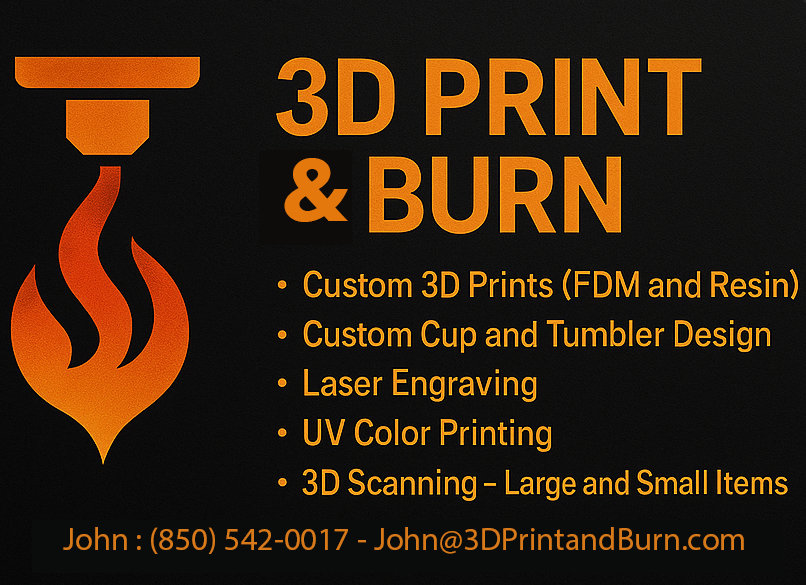 3D PRINT
& BURN
• Custom 3D Prints (FDM and Resin)
• Custom Cup and Tumbler Design
• Laser Engraving
• UV Color Printing
• 3D Scanning – Large and Small Items
John : (850) 542-0017 - John@3DPrintandBurn.com